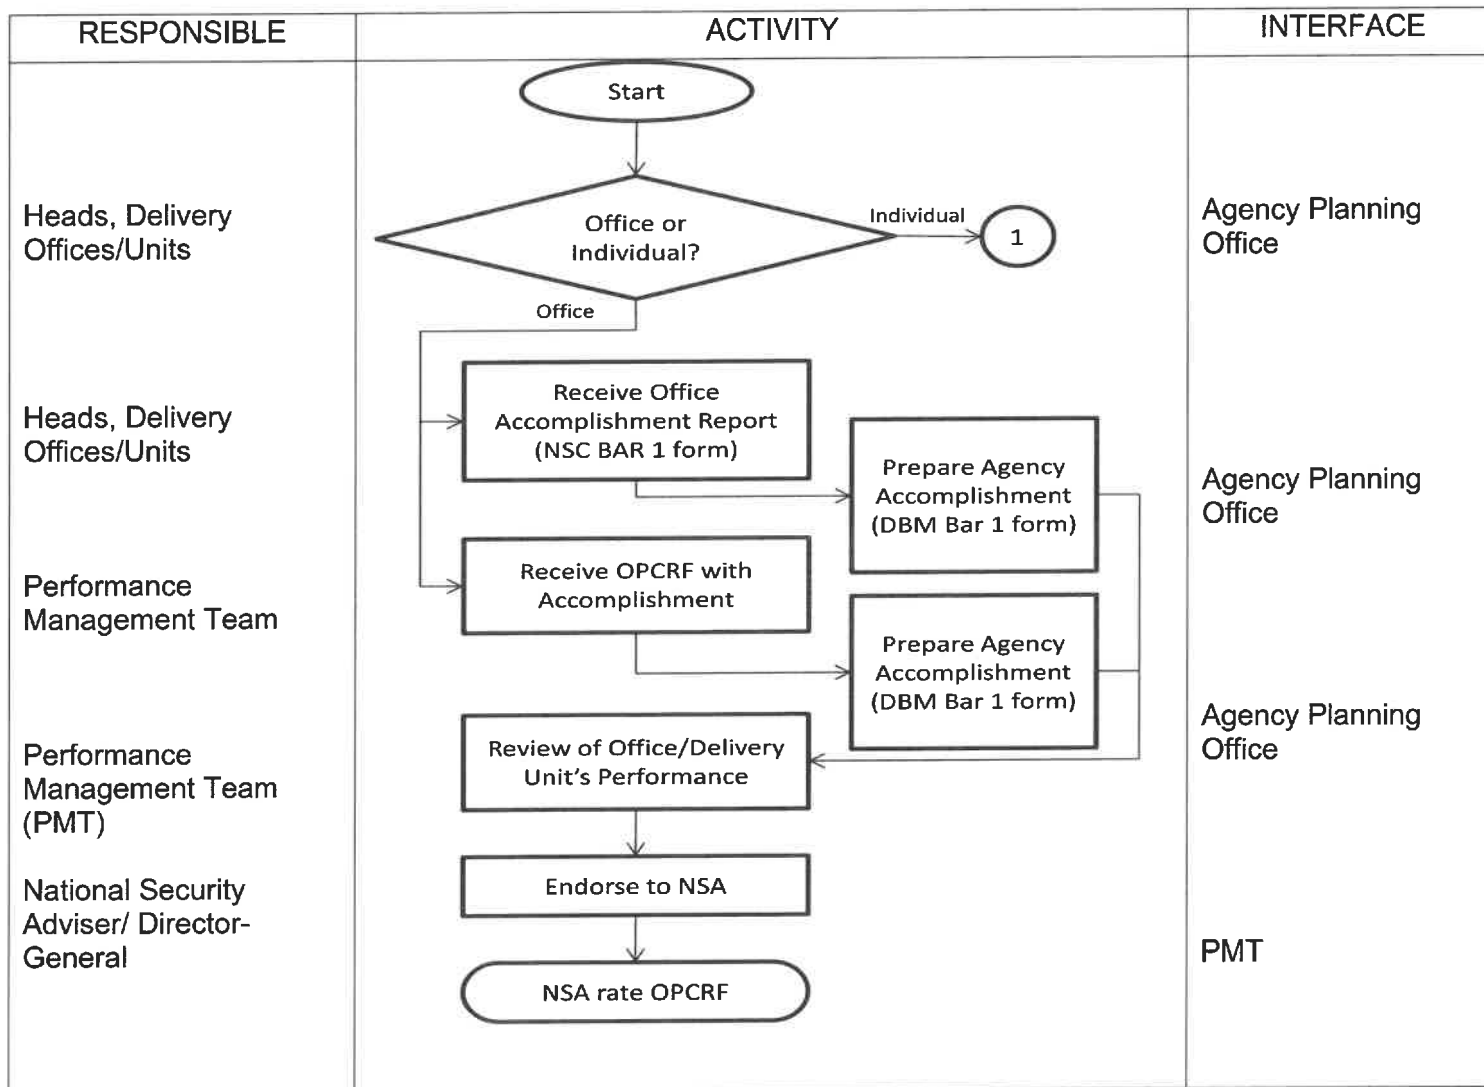 RESPONSIBLE
ACTIVITY
INTERFACE
Start
Heads, Delivery
Offices/Units
Office or
Individual?
Individual
1
Agency Planning
Office
Office
Heads, Delivery
Offices/Units
Receive Office
Accomplishment Report
(NSC BAR 1 form)
Prepare Agency
Accomplishment
(DBM Bar 1 form)
Agency Planning
Office
Performance
Management Team
Receive OPCRF with
Accomplishment
Prepare Agency
Accomplishment
(DBM Bar 1 form)
Agency Planning
Office
Performance
Management Team
(PMT)
Review of Office/Delivery
Unit's Performance
National Security
Adviser/ Director-
General
Endorse to NSA
PMT
NSA rate OPCRF